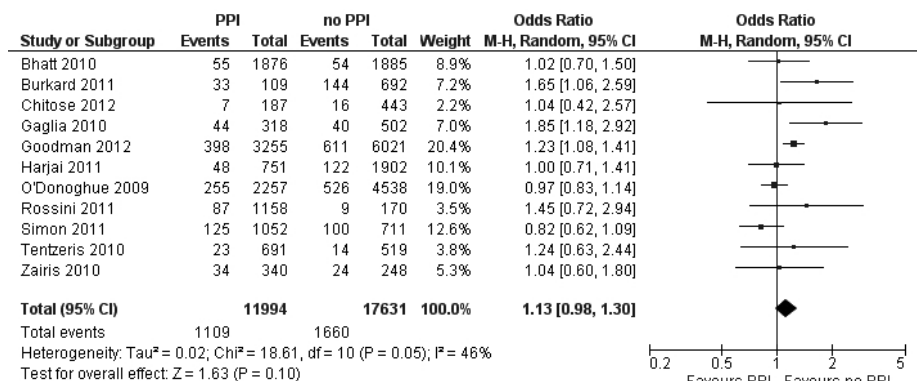 PPI no PPI Odds Ratio Odds Ratio
Study or Subgroup Events Total Events Total Weight M-H, Random, 95% CI M-H, Random, 95% CI
Bhatt 2010 55 1876 54 1885 8.9% 1.02 [0.70, 1.50]
Burkard 2011 33 109 144 692 7.2% 1.65 [1.06, 2.59]
Chitose 2012 7 187 16 443 2.2% 1.04 [0.42, 2.57]
Gaglia 2010 44 318 40 502 7.0% 1.85 [1.18, 2.92]
Goodman 2012 398 3255 611 6021 20.4% 1.23 [1.08, 1.41]
Harjai 2011 48 751 122 1902 10.1% 1.00 [0.71, 1.41]
O'Donoghue 2009 255 2257 526 4538 19.0% 0.97 [0.83, 1.14]
Rossini 2011 87 1158 9 170 3.5% 1.45 [0.72, 2.94]
Simon 2011 125 1052 100 711 12.6% 0.82 [0.62, 1.09]
Tentzeris 2010 23 691 14 519 3.8% 1.24 [0.63, 2.44]
Zairis 2010 34 340 24 248 5.3% 1.04 [0.60, 1.80]
Total (95% CI) 11994 17631 100.0% 1.13 [0.98, 1.30]
Total events 1109 1660
Heterogeneity: Tau² = 0.02; Chi² = 18.61, df = 10 (P = 0.05); I² = 46%
Test for overall effect: Z = 1.63 (P = 0.10)
0.2 0.5 1 2 5
Favours PPI Favours no PPI